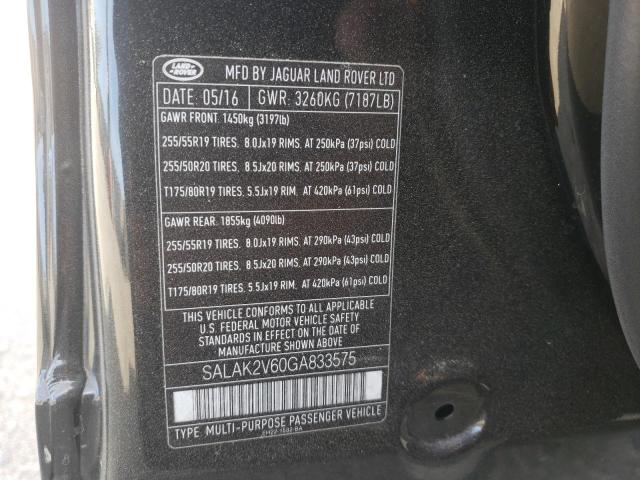 LAND ROVER
MFD BY JAGUAR LAND ROVER LTD
DATE: 05/16 GWR: 3260KG (7187LB)
GAWR FRONT. 1450kg (3197lb)
255/55R19 TIRES. 8.0Jx19 RIMS. AT 250kPa (37psi) COLD
255/50R20 TIRES. 8.5Jx20 RIMS. AT 250kPa (37psi) COLD
T175/80R19 TIRES. 5.5Jx19 RIM. AT 420kPa (61psi) COLD
GAWR REAR. 1855kg (4090lb)
255/55R19 TIRES. 8.0Jx19 RIMS. AT 290kPa (43psi) COLD
255/50R20 TIRES. 8.5Jx20 RIMS. AT 290kPa (43psi) COLD
T175/80R19 TIRES. 5.5Jx19 RIM. AT 420kPa (61psi) COLD
THIS VEHICLE CONFORMS TO ALL APPLICABLE
U.S. FEDERAL MOTOR VEHICLE SAFETY
STANDARDS IN EFFECT ON THE DATE OF
MANUFACTURE SHOWN ABOVE
SALAK2V60GA833575
TYPE: MULTI-PURPOSE PASSENGER VEHICLE